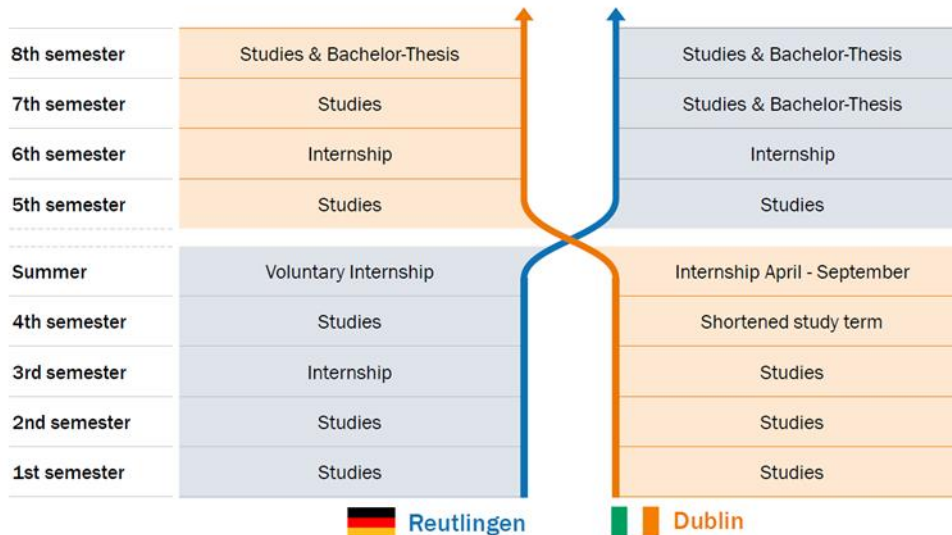 8th semester Studies & Bachelor-Thesis Studies & Bachelor-Thesis
7th semester Studies Studies & Bachelor-Thesis
6th semester Internship Internship
5th semester Studies Studies
Summer Voluntary Internship Internship April - September
4th semester Studies Shortened study term
3rd semester Internship Studies
2nd semester Studies Studies
1st semester Studies Studies
Reutlingen Dublin